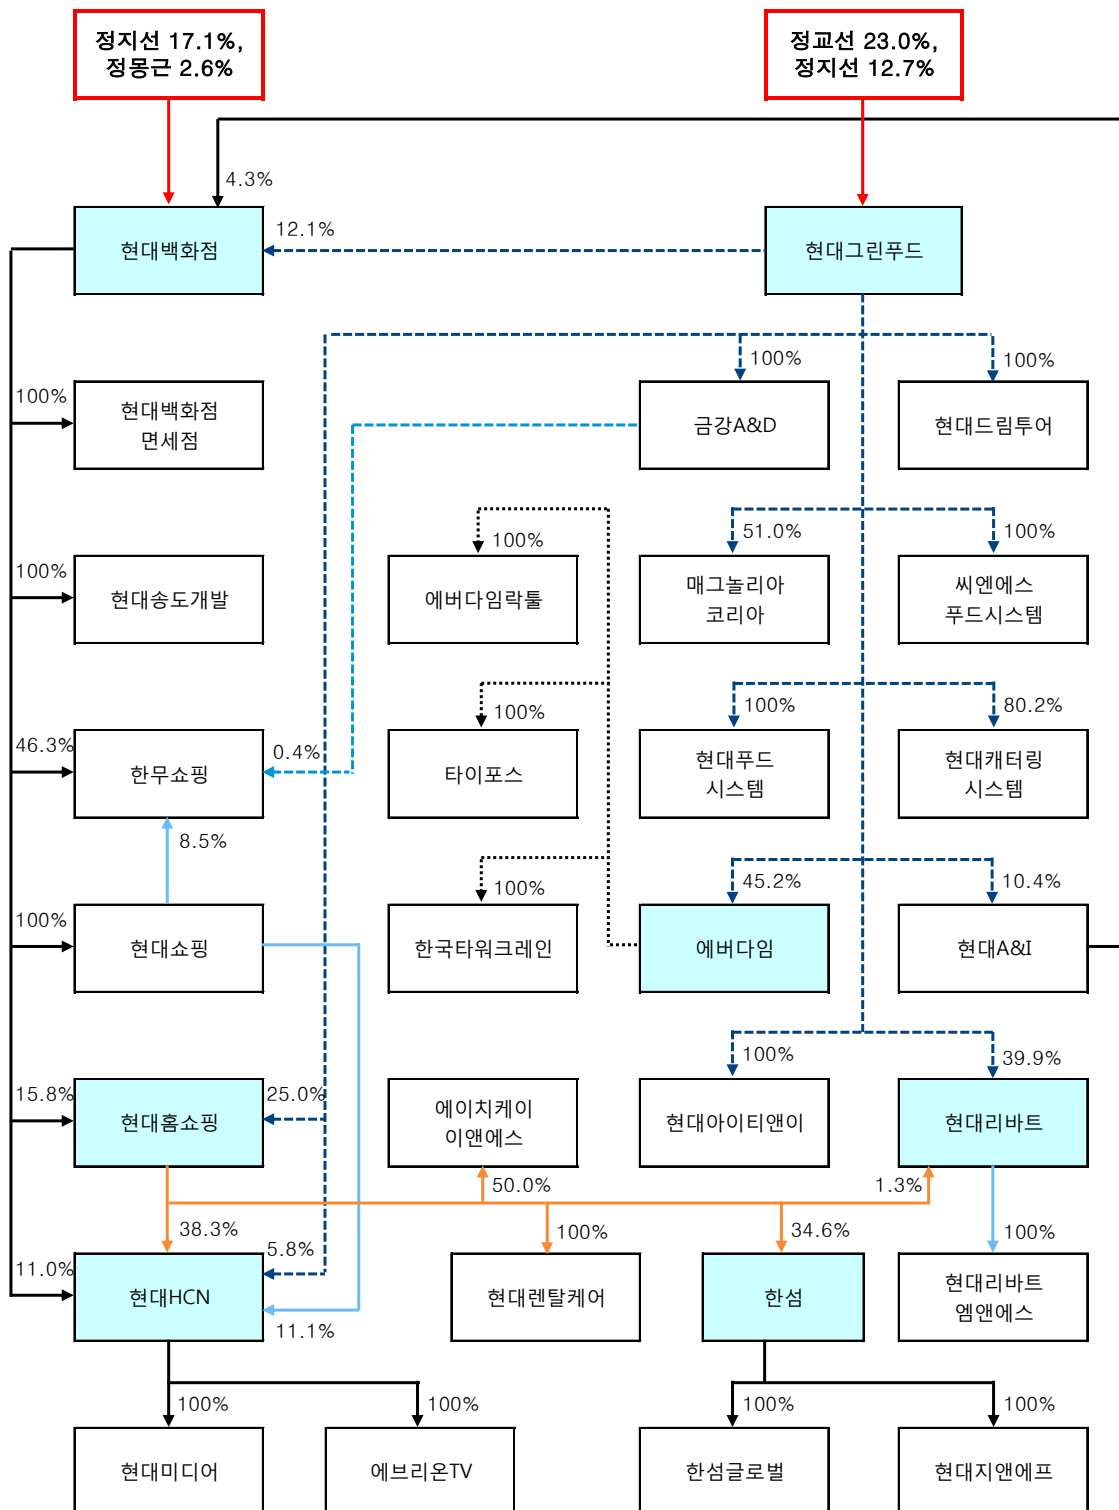 정지선 17.1%,
정몽근 2.6%
정교선 23.0%,
정지선 12.7%
4.3%
현대백화점
12.1%
현대그린푸드
100%
100%
100%
현대백화점
면세점
금강A&D
현대드림투어
100%
100%
51.0%
100%
현대송도개발
에버다임락툴
매그놀리아
코리아
씨엔에스
푸드시스템
46.3%
0.4%
100%
100%
80.2%
한무쇼핑
타이포스
현대푸드
시스템
현대캐터링
시스템
8.5%
100%
100%
45.2%
10.4%
현대쇼핑
한국타워크레인
에버다임
현대A&I
15.8%
25.0%
100%
39.9%
현대홈쇼핑
에이치케이
이앤에스
현대아이티앤이
현대리바트
50.0%
1.3%
38.3%
100%
34.6%
100%
11.0%
5.8%
현대HCN
11.1%
현대렌탈케어
한섬
현대리바트
엠앤에스
100%
100%
100%
100%
현대미디어
에브리온TV
한섬글로벌
현대지앤에프